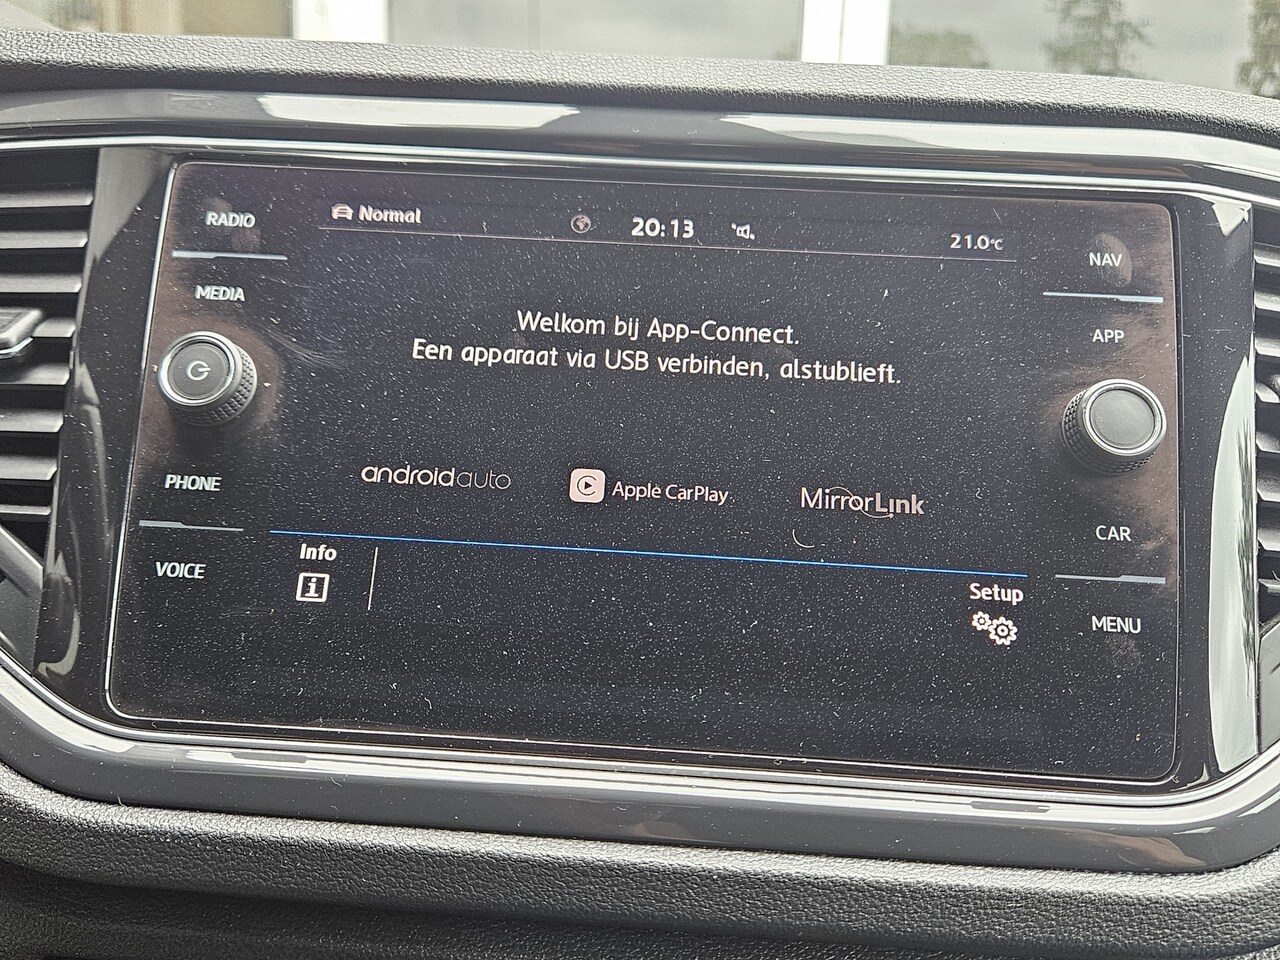 RADIO
MEDIA
PHONE
VOICE
Normal
20:13
21.0°C
Welkom bij App-Connect.
Een apparaat via USB verbinden, alstublieft.
androidauto
Apple CarPlay
MirrorLink
Info
i
Setup
NAV
APP
CAR
MENU